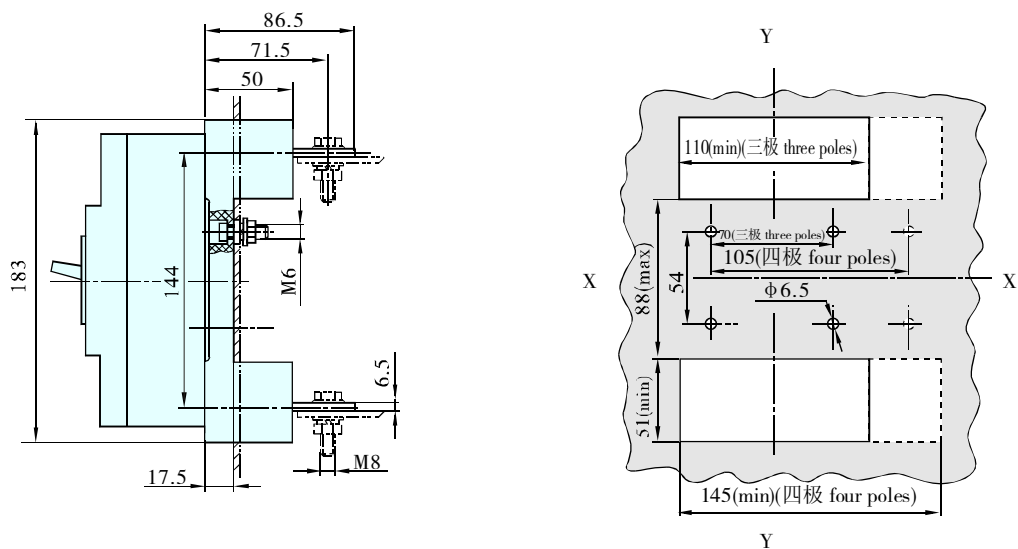 86.5
71.5
50
183
144
M6
6.5
M8
17.5
Y
110(min)(三极 three poles)
70(三极 three poles)
105(四极 four poles)
X
X
88(max)
54
φ6.5
51(min)
145(min)(四极 four poles)
Y